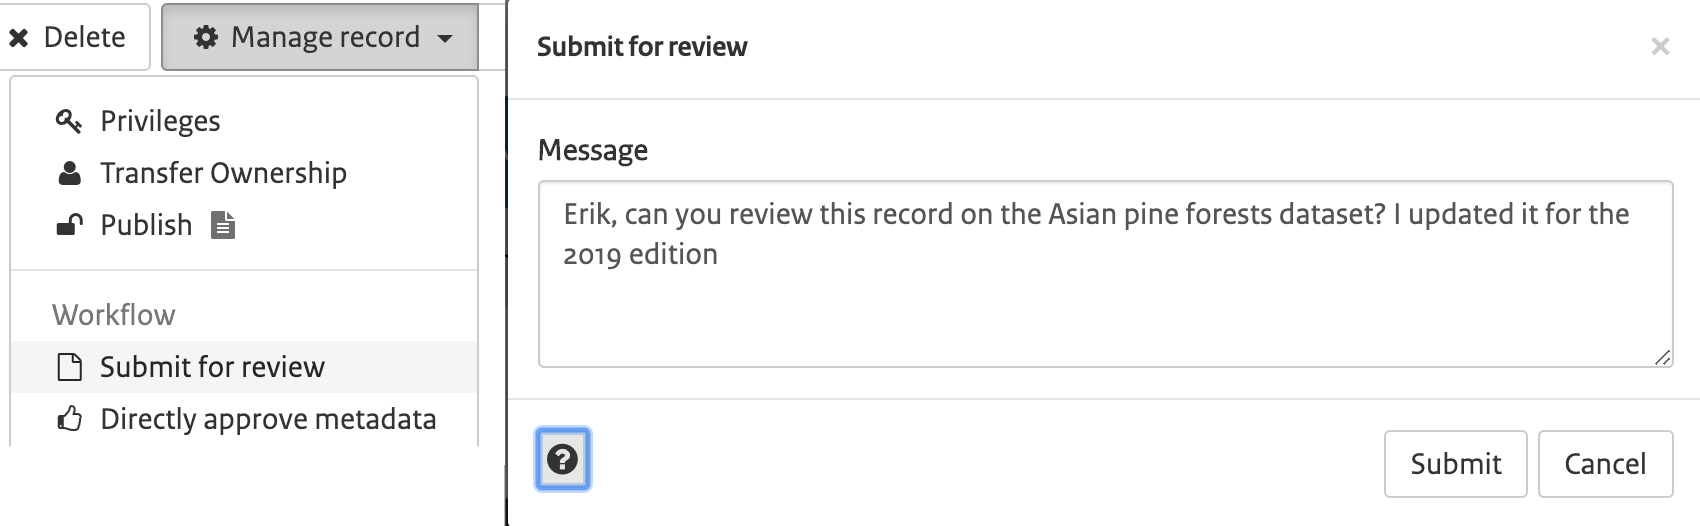 Delete
Manage record
Privileges
Transfer Ownership
Publish
Workflow
Submit for review
Directly approve metadata
Submit for review
Message
Erik, can you review this record on the Asian pine forests dataset? I updated it for the
2019 edition
Submit
Cancel